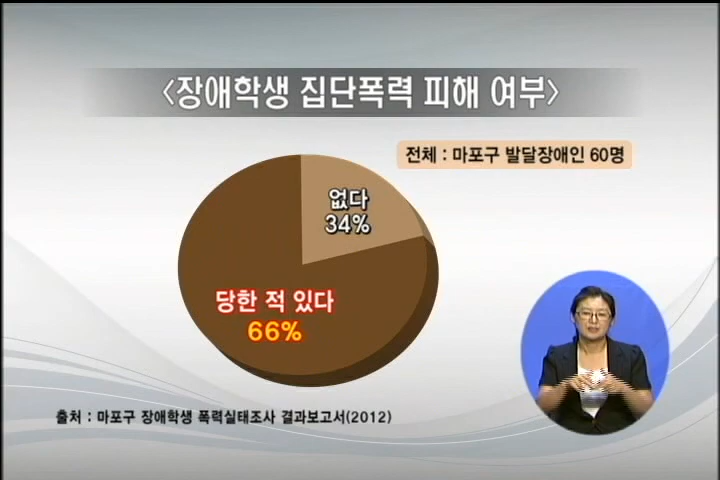 <장애학생 집단폭력 피해 여부>
전체 : 마포구 발달장애인 60명
없다
34%
당한 적 있다
66%
출처 : 마포구 장애학생 폭력실태조사 결과보고서(2012)